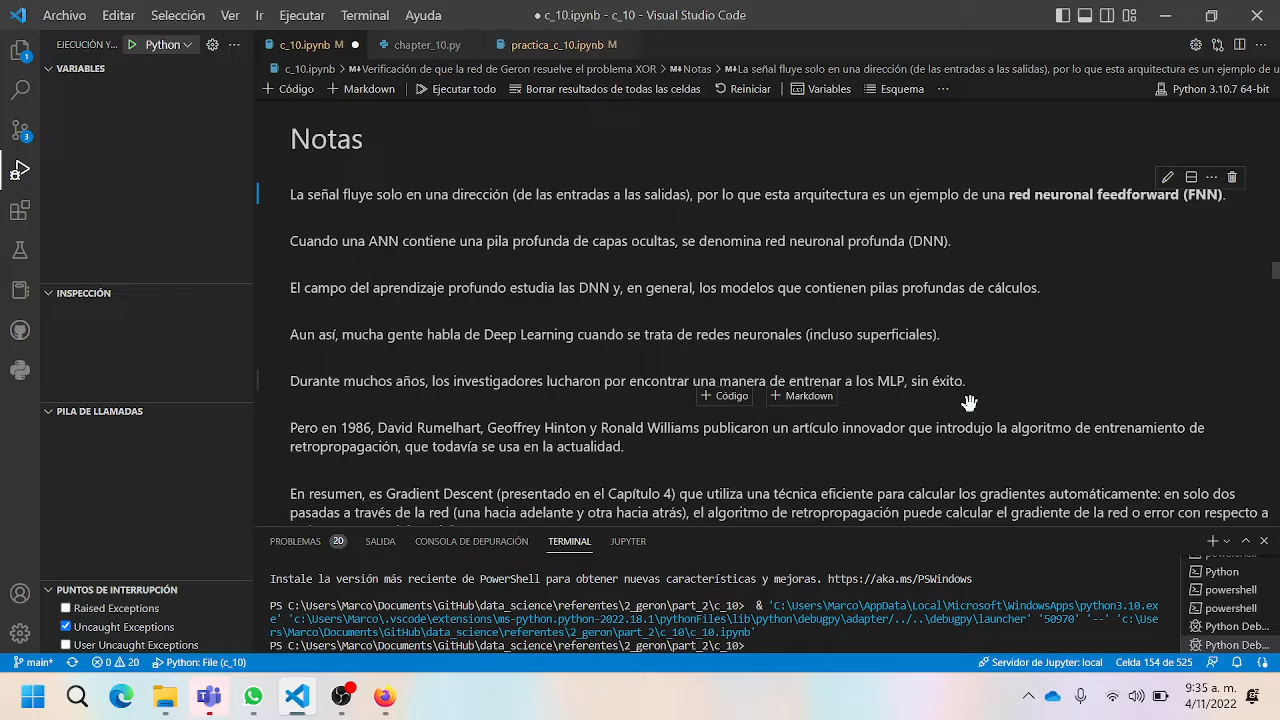 Archivo Editar Selección Ver Ir Ejecutar Terminal Ayuda
● c_10.ipynb - c_10 - Visual Studio Code
EJECUCIÓN Y... Python ...
c_10.ipynb M ●
chapter_10.py
practica_c_10.ipynb M
VARIABLES
c_10.ipynb > M↓Verificación de que la red de Geron resuelve el problema XOR > M↓Notas > M↓La señal fluye solo en una dirección (de las entradas a las salidas), por lo que esta arquitectura es un ejemplo de u
+ Código + Markdown Ejecutar todo Borrar resultados de todas las celdas Reiniciar Variables Esquema ... Python 3.10.7 64-bit
Notas
La señal fluye solo en una dirección (de las entradas a las salidas), por lo que esta arquitectura es un ejemplo de una red neuronal feedforward (FNN).
Cuando una ANN contiene una pila profunda de capas ocultas, se denomina red neuronal profunda (DNN).
El campo del aprendizaje profundo estudia las DNN y, en general, los modelos que contienen pilas profundas de cálculos.
Aun así, mucha gente habla de Deep Learning cuando se trata de redes neuronales (incluso superficiales).
Durante muchos años, los investigadores lucharon por encontrar una manera de entrenar a los MLP, sin éxito.
+ Código + Markdown
Pero en 1986, David Rumelhart, Geoffrey Hinton y Ronald Williams publicaron un artículo innovador que introdujo la algoritmo de entrenamiento de
retropropagación, que todavía se usa en la actualidad.
En resumen, es Gradient Descent (presentado en el Capítulo 4) que utiliza una técnica eficiente para calcular los gradientes automáticamente: en solo dos
pasadas a través de la red (una hacia adelante y otra hacia atrás), el algoritmo de retropropagación puede calcular el gradiente de la red o error con respecto a
INSPECCIÓN
PILA DE LLAMADAS
PUNTOS DE INTERRUPCIÓN
Raised Exceptions
Uncaught Exceptions
User Uncaught Exceptions
PROBLEMAS 20 SALIDA CONSOLA DE DEPURACIÓN TERMINAL JUPYTER
Instale la versión más reciente de PowerShell para obtener nuevas características y mejoras. https://aka.ms/PSWindows
PS C:\Users\Marco\Documents\GitHub\data_science\referentes\2_geron\part_2\c_10> & 'C:\Users\Marco\AppData\Local\Microsoft\WindowsApps\python3.10.ex
e' 'c:\Users\Marco\.vscode\extensions\ms-python.python-2022.18.1\pythonFiles\lib\python\debugpy\adapter/../..\debugpy\launcher' '50970' '--' 'c:\Use
rs\Marco\Documents\GitHub\data_science\referentes\2_geron\part_2\c_10\c_10.ipynb'
PS C:\Users\Marco\Documents\GitHub\data_science\referentes\2_geron\part_2\c_10>
powershell
Python
powershell
powershell
Python Deb...
Python Deb...
1
3
main* 0 20 Python: File (c_10)
Servidor de Jupyter: local Celda 154 de 525
9:35 a. m.
4/11/2022